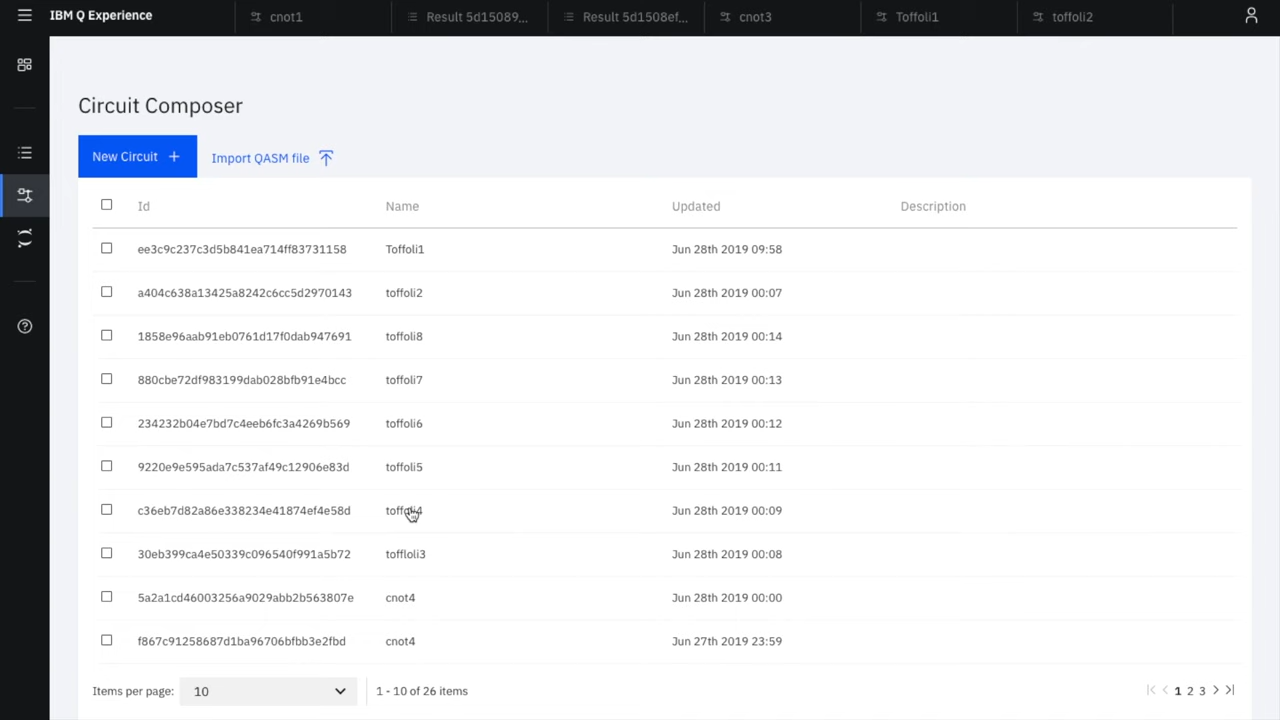 IBM Q Experience
cnot1
Result 5d15089...
Result 5d1508ef...
cnot3
Toffoli1
toffoli2
Circuit Composer
New Circuit +
Import QASM file
Id Name Updated Description
ee3c9c237c3d5b841ea714ff83731158 Toffoli1 Jun 28th 2019 09:58
a404c638a13425a8242c6cc5d2970143 toffoli2 Jun 28th 2019 00:07
1858e96aab91eb0761d17f0dab947691 toffoli8 Jun 28th 2019 00:14
880cbe72df983199dab028bfb91e4bcc toffoli7 Jun 28th 2019 00:13
234232b04e7bd7c4eeb6fc3a4269b569 toffoli6 Jun 28th 2019 00:12
9220e9e595ada7c537af49c12906e83d toffoli5 Jun 28th 2019 00:11
c36eb7d82a86e338234e41874ef4e58d toffoli4 Jun 28th 2019 00:09
30eb399ca4e50339c096540f991a5b72 toffloli3 Jun 28th 2019 00:08
5a2a1cd46003256a9029abb2b563807e cnot4 Jun 28th 2019 00:00
f867c91258687d1ba96706bfbb3e2fbd cnot4 Jun 27th 2019 23:59
Items per page: 10 1 - 10 of 26 items 1 2 3